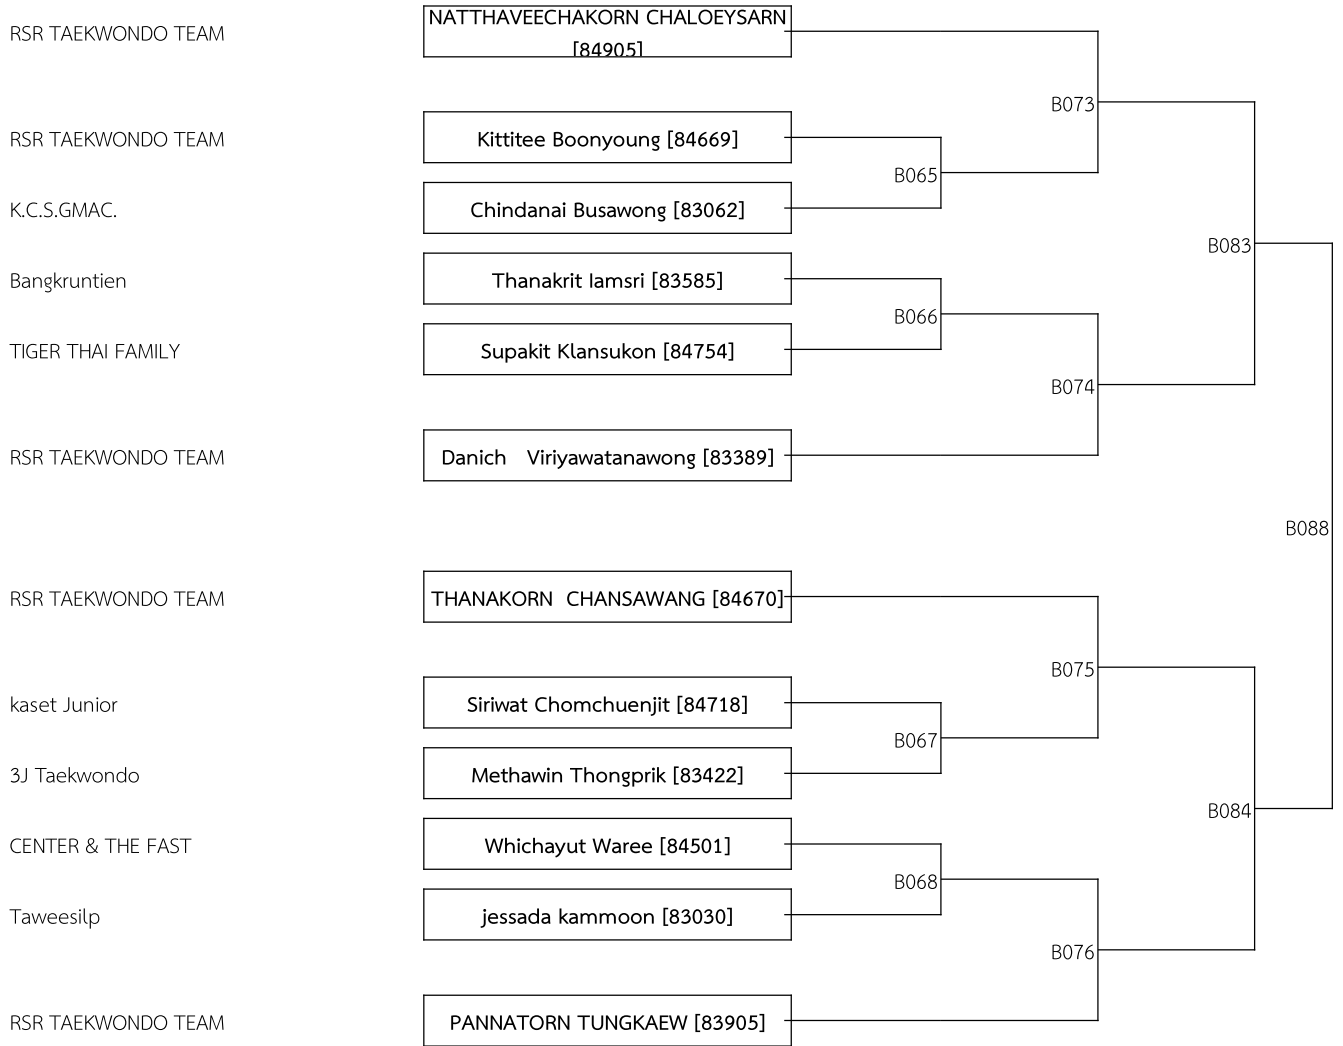 RSR TAEKWONDO TEAM
NATTHAVEECHAKORN CHALOEYSARN
[84905]
B073
RSR TAEKWONDO TEAM
Kittitee Boonyoung [84669]
B065
K.C.S.GMAC.
Chindanai Busawong [83062]
B083
Bangkruntien
Thanakrit Iamsri [83585]
B066
TIGER THAI FAMILY
Supakit Klansukon [84754]
B074
RSR TAEKWONDO TEAM
Danich Viriyawatanawong [83389]
B088
RSR TAEKWONDO TEAM
THANAKORN CHANSAWANG [84670]
B075
kaset Junior
Siriwat Chomchuenjit [84718]
B067
3J Taekwondo
Methawin Thongprik [83422]
B084
CENTER & THE FAST
Whichayut Waree [84501]
B068
Taweesilp
jessada kammoon [83030]
B076
RSR TAEKWONDO TEAM
PANNATORN TUNGKAEW [83905]